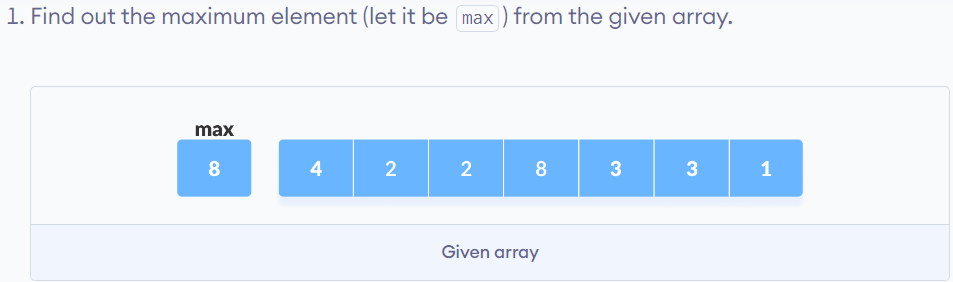 1. Find out the maximum element (let it be max ) from the given array.
max
8 4 2 2 8 3 3 1
Given array